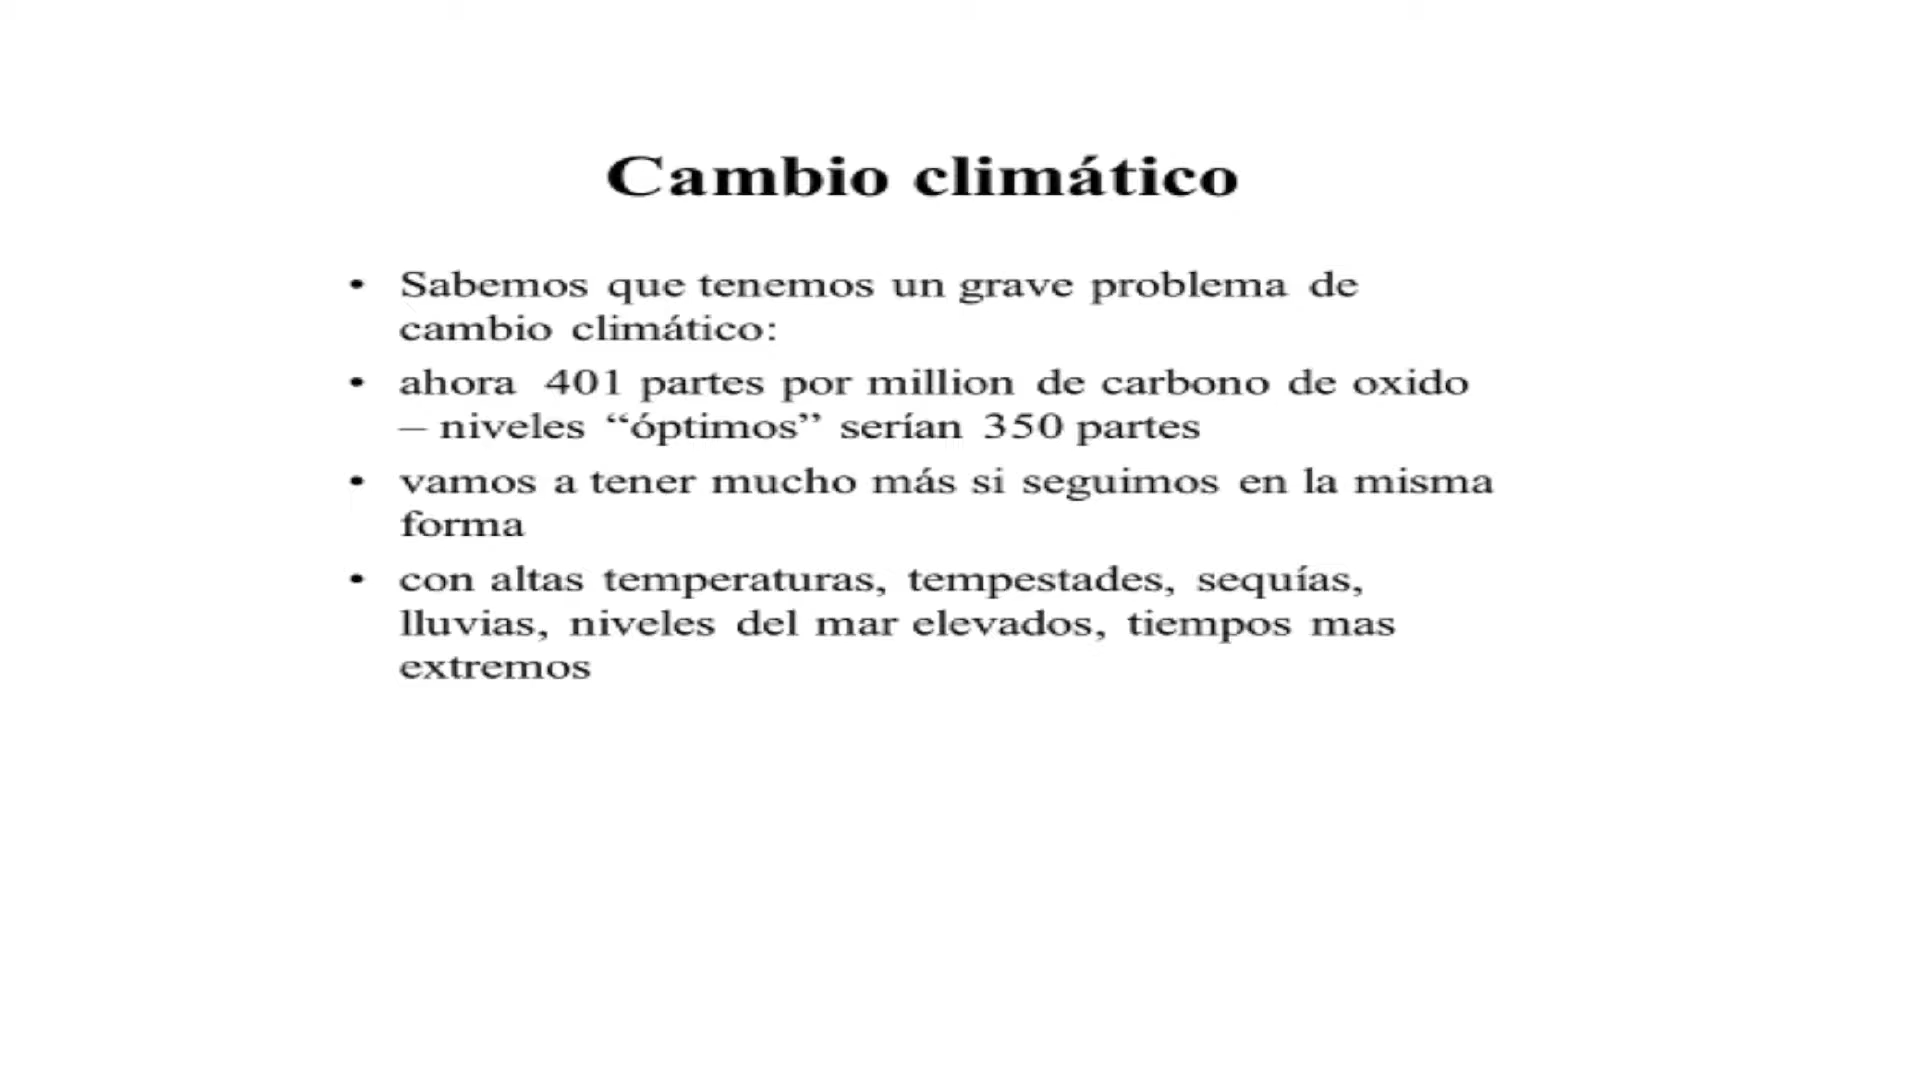 Cambio climático
• Sabemos que tenemos un grave problema de
cambio climático:
• ahora 401 partes por million de carbono de oxido
– niveles “óptimos” serían 350 partes
• vamos a tener mucho más si seguimos en la misma
forma
• con altas temperaturas, tempestades, sequías,
lluvias, niveles del mar elevados, tiempos mas
extremos